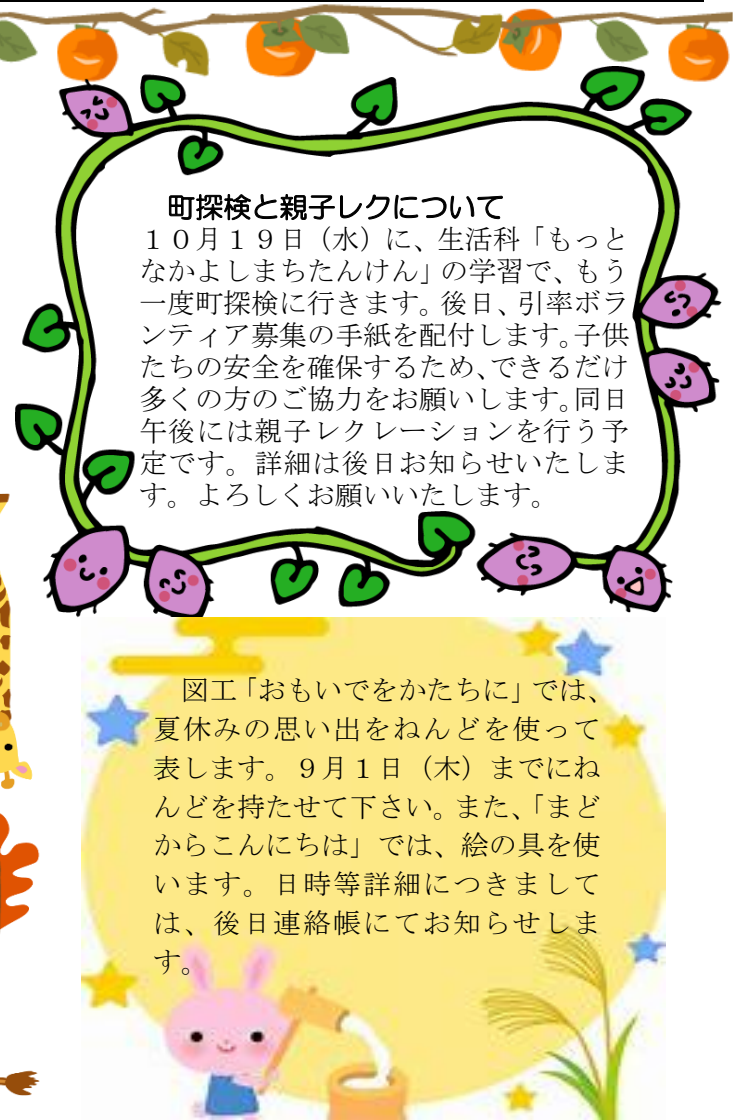 町探検と親子レクについて
１０月１９日（水）に、生活科「もっと
なかよしまちたんけん」の学習で、もう
一度町探検に行きます。後日、引率ボラ
ンティア募集の手紙を配付します。子供
たちの安全を確保するため、できるだけ
多くの方のご協力をお願いします。同日
午後には親子レクレーションを行う予
定です。詳細は後日お知らせいたしま
す。よろしくお願いいたします。
図工「おもいでをかたちに」では、
夏休みの思い出をねんどを使って
表します。９月１日（木）までにね
んどを持たせて下さい。また、「まど
からこんにちは」では、絵の具を使
います。日時等詳細につきまして
は、後日連絡帳にてお知らせしま
す。